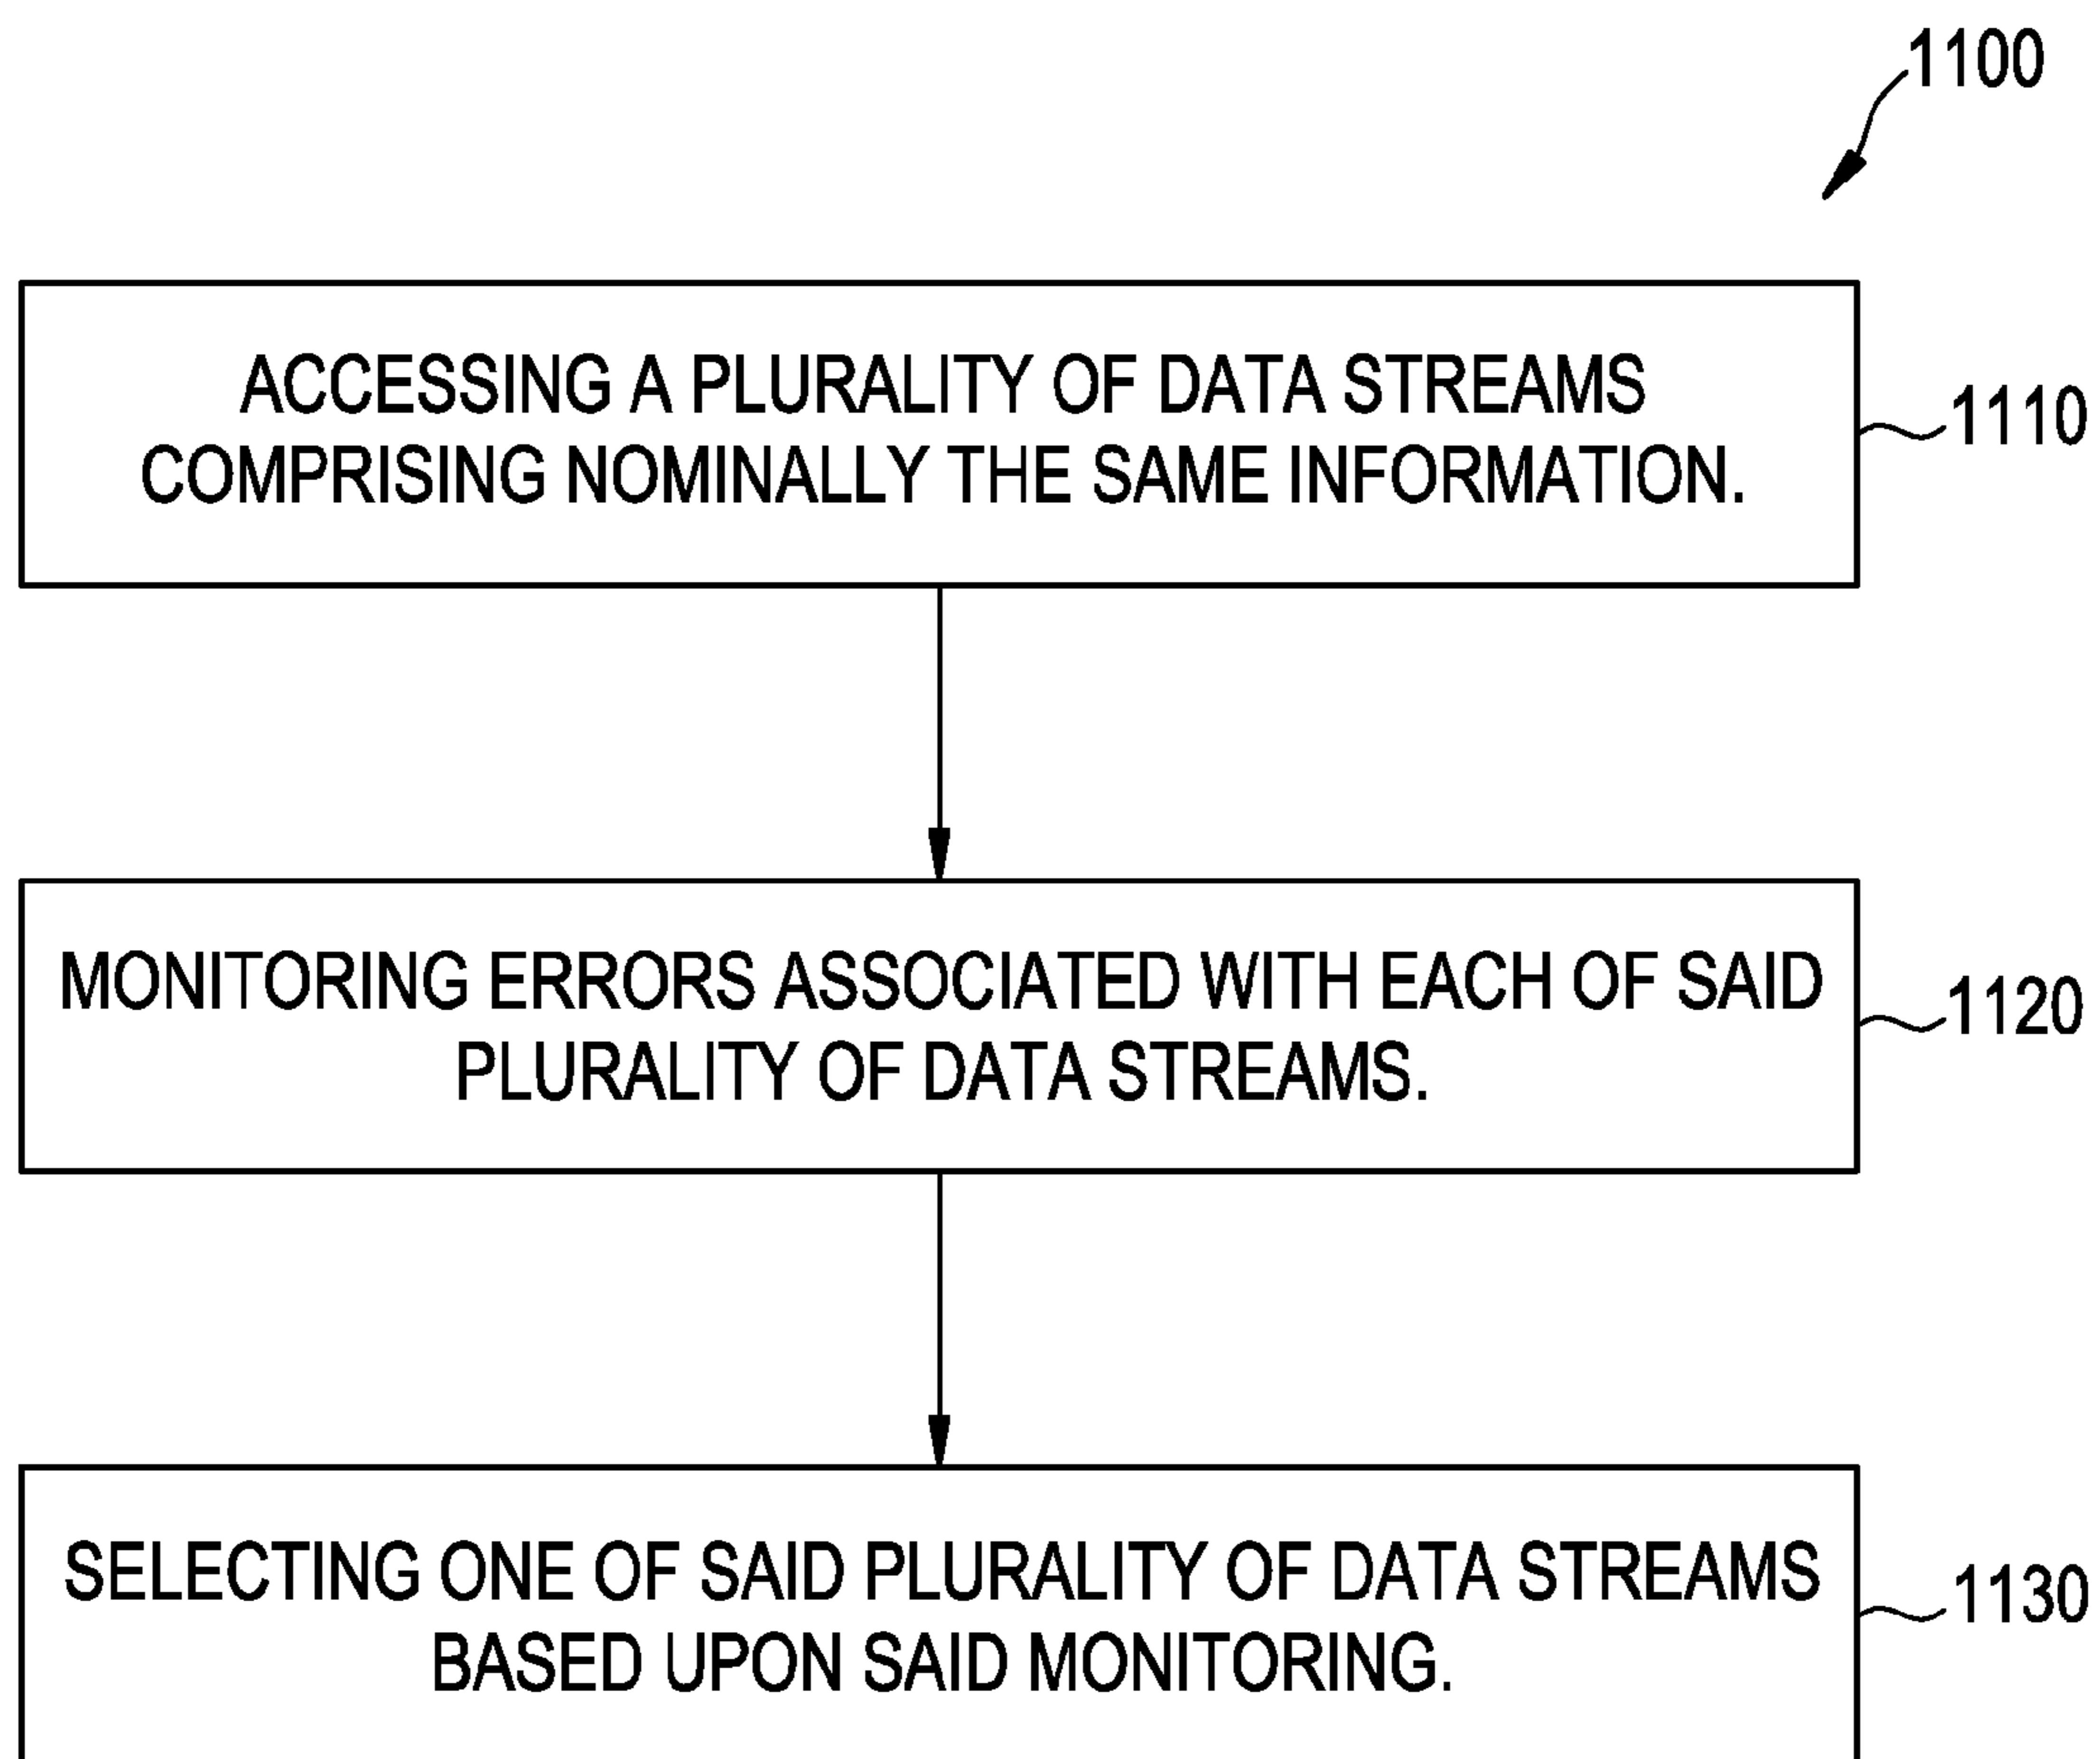 1100
ACCESSING A PLURALITY OF DATA STREAMS
COMPRISING NOMINALLY THE SAME INFORMATION.
1110
MONITORING ERRORS ASSOCIATED WITH EACH OF SAID
PLURALITY OF DATA STREAMS.
1120
SELECTING ONE OF SAID PLURALITY OF DATA STREAMS
BASED UPON SAID MONITORING.
1130